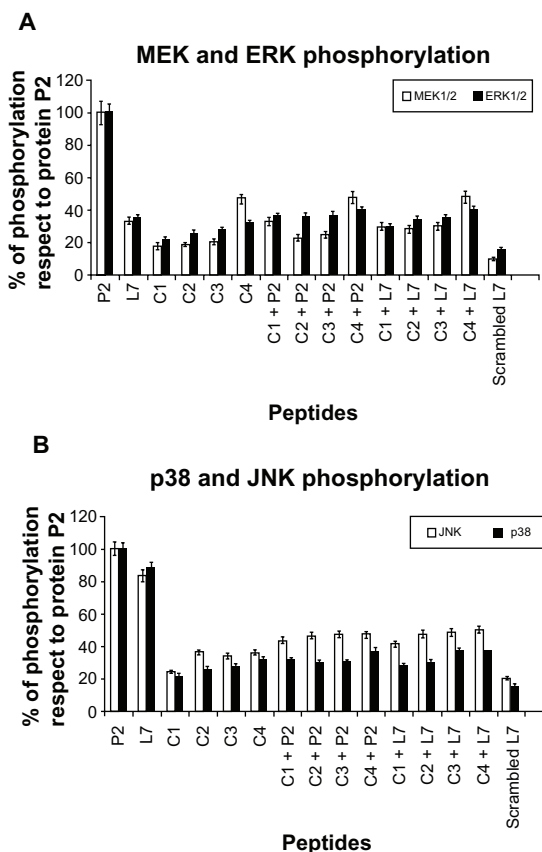 A
MEK and ERK phosphorylation
% of phosphorylation
respect to protein P2
120
100
80
60
40
20
0
MEK1/2
ERK1/2
P2
L7
C1
C2
C3
C4
C1 + P2
C2 + P2
C3 + P2
C4 + P2
C1 + L7
C2 + L7
C3 + L7
C4 + L7
Scrambled L7
Peptides
B
p38 and JNK phosphorylation
% of phosphorylation
respect to protein P2
120
100
80
60
40
20
0
JNK
p38
P2
L7
C1
C2
C3
C4
C1 + P2
C2 + P2
C3 + P2
C4 + P2
C1 + L7
C2 + L7
C3 + L7
C4 + L7
Scrambled L7
Peptides